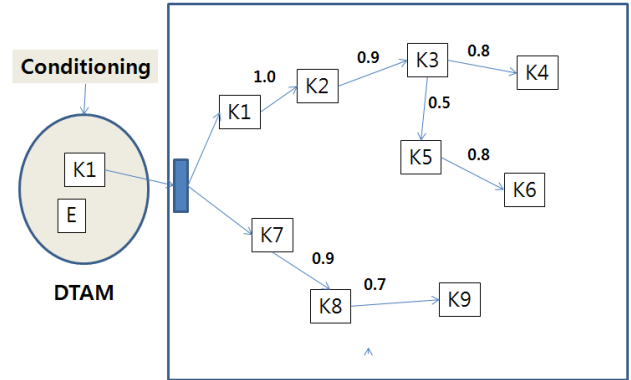 Conditioning
K1
E
DTAM
K1
1.0
K2
0.9
K3
0.8
K4
0.5
K5
0.8
K6
K7
0.9
K8
0.7
K9